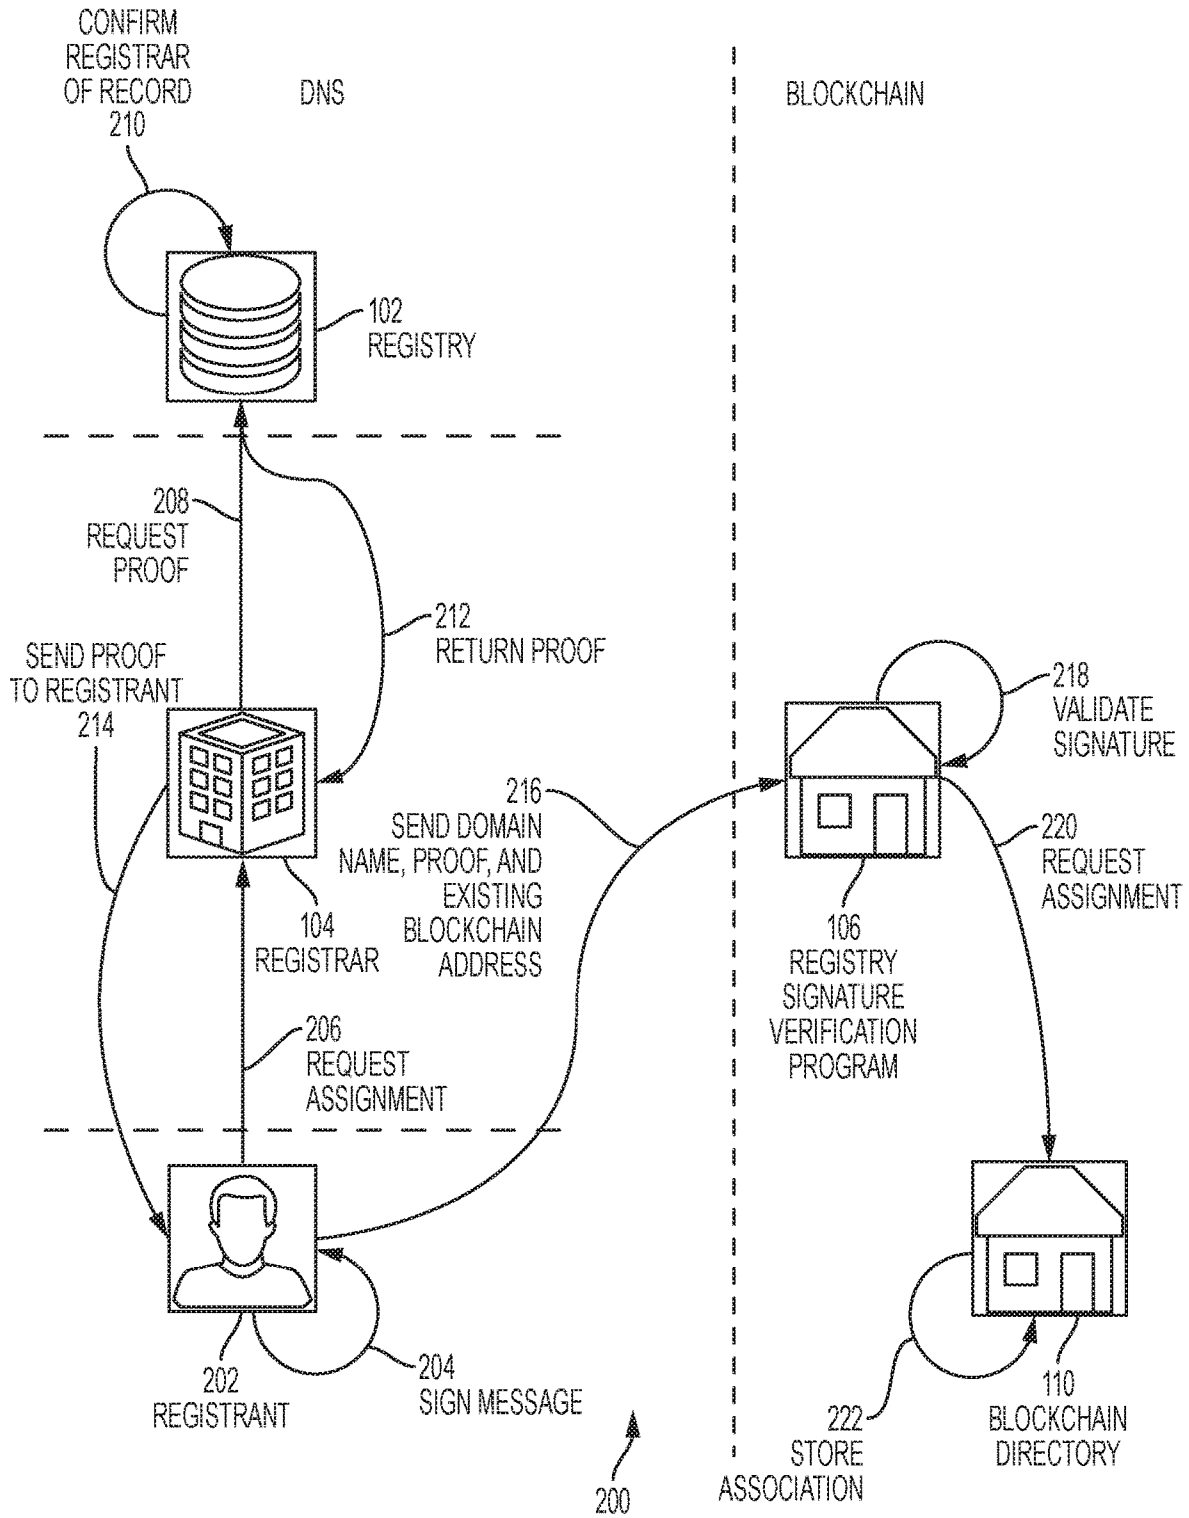 CONFIRM
REGISTRAR
OF RECORD
210
DNS
BLOCKCHAIN
102
REGISTRY
208
REQUEST
PROOF
212
RETURN PROOF
SEND PROOF
TO REGISTRANT
214
218
VALIDATE
SIGNATURE
216
SEND DOMAIN
NAME, PROOF, AND
EXISTING
BLOCKCHAIN
ADDRESS
220
REQUEST
ASSIGNMENT
104
REGISTRAR
106
REGISTRY
SIGNATURE
VERIFICATION
PROGRAM
206
REQUEST
ASSIGNMENT
202
REGISTRANT
204
SIGN MESSAGE
110
BLOCKCHAIN
DIRECTORY
222
STORE
ASSOCIATION
200